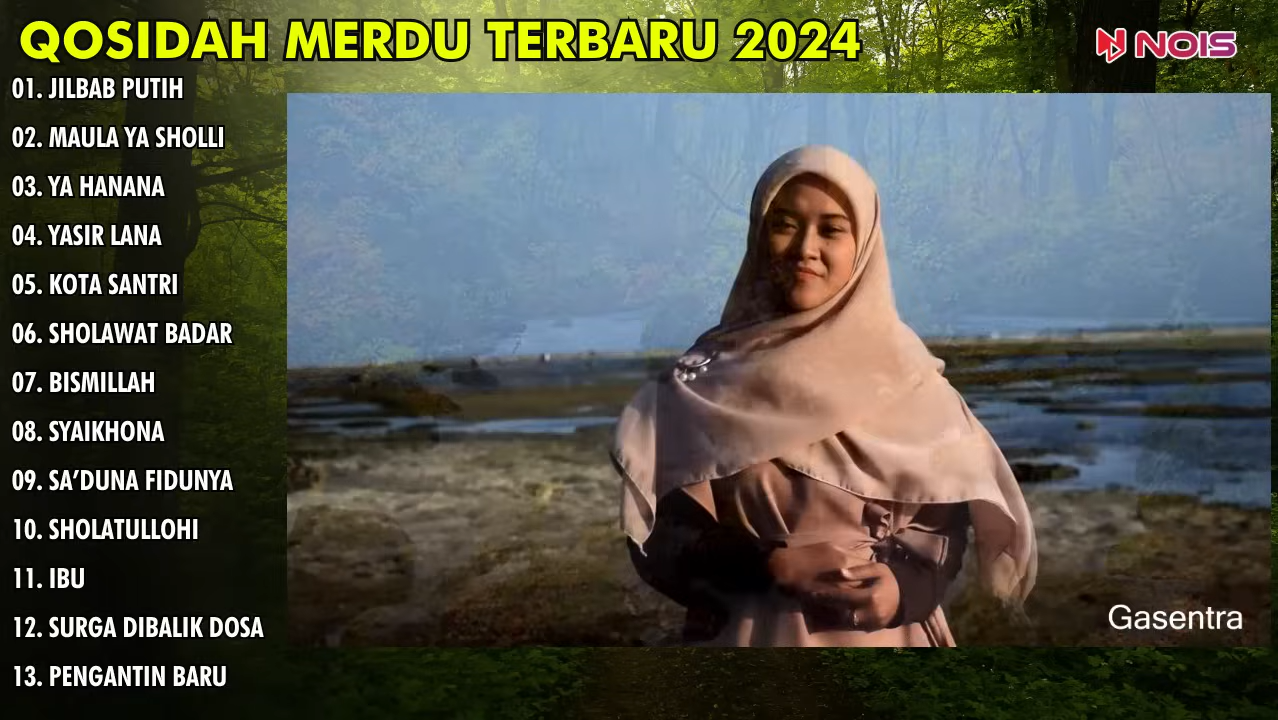 QOSIDAH MERDU TERBARU 2024
NOIS
01. JILBAB PUTIH
02. MAULA YA SHOLLI
03. YA HANANA
04. YASIR LANA
05. KOTA SANTRI
06. SHOLAWAT BADAR
07. BISMILLAH
08. SYAIKHONA
09. SA’DUNA FIDUNYA
10. SHOLATULLOHI
11. IBU
12. SURGA DIBALIK DOSA
13. PENGANTIN BARU
Gasentra